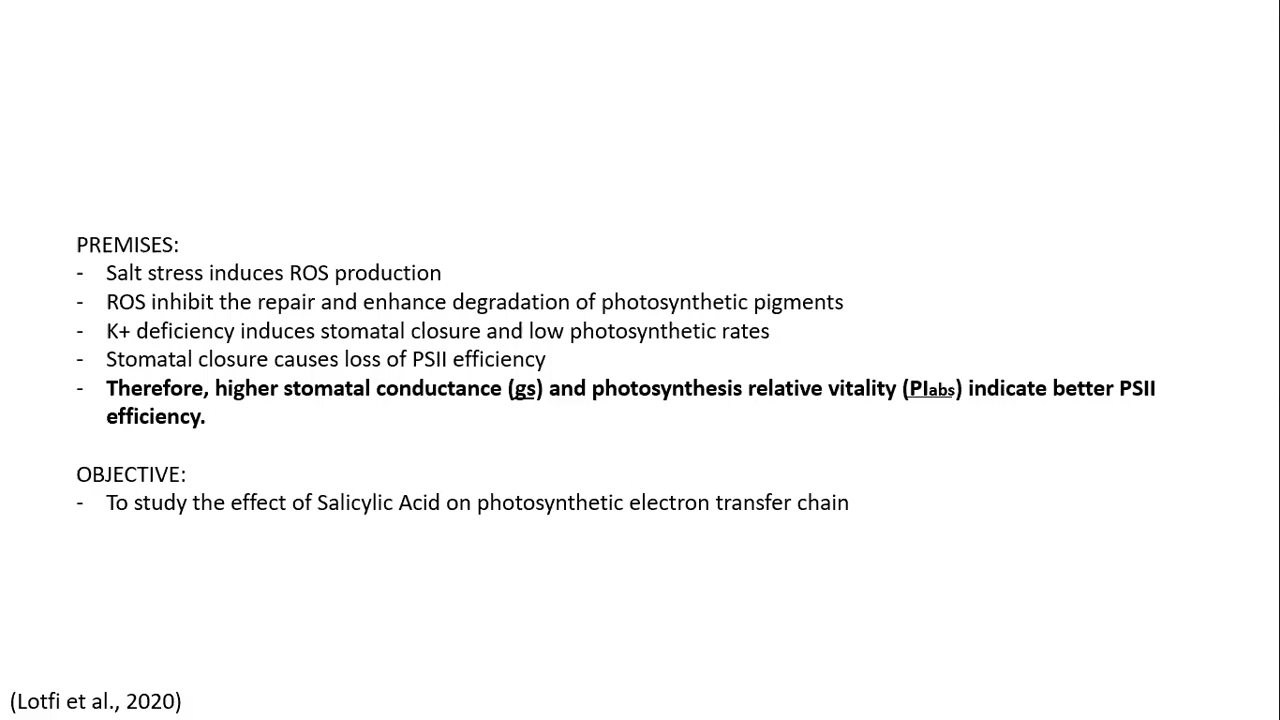 PREMISES:
- Salt stress induces ROS production
- ROS inhibit the repair and enhance degradation of photosynthetic pigments
- K+ deficiency induces stomatal closure and low photosynthetic rates
- Stomatal closure causes loss of PSII efficiency
- Therefore, higher stomatal conductance (gs) and photosynthesis relative vitality (PIabs) indicate better PSII
efficiency.
OBJECTIVE:
- To study the effect of Salicylic Acid on photosynthetic electron transfer chain
(Lotfi et al., 2020)